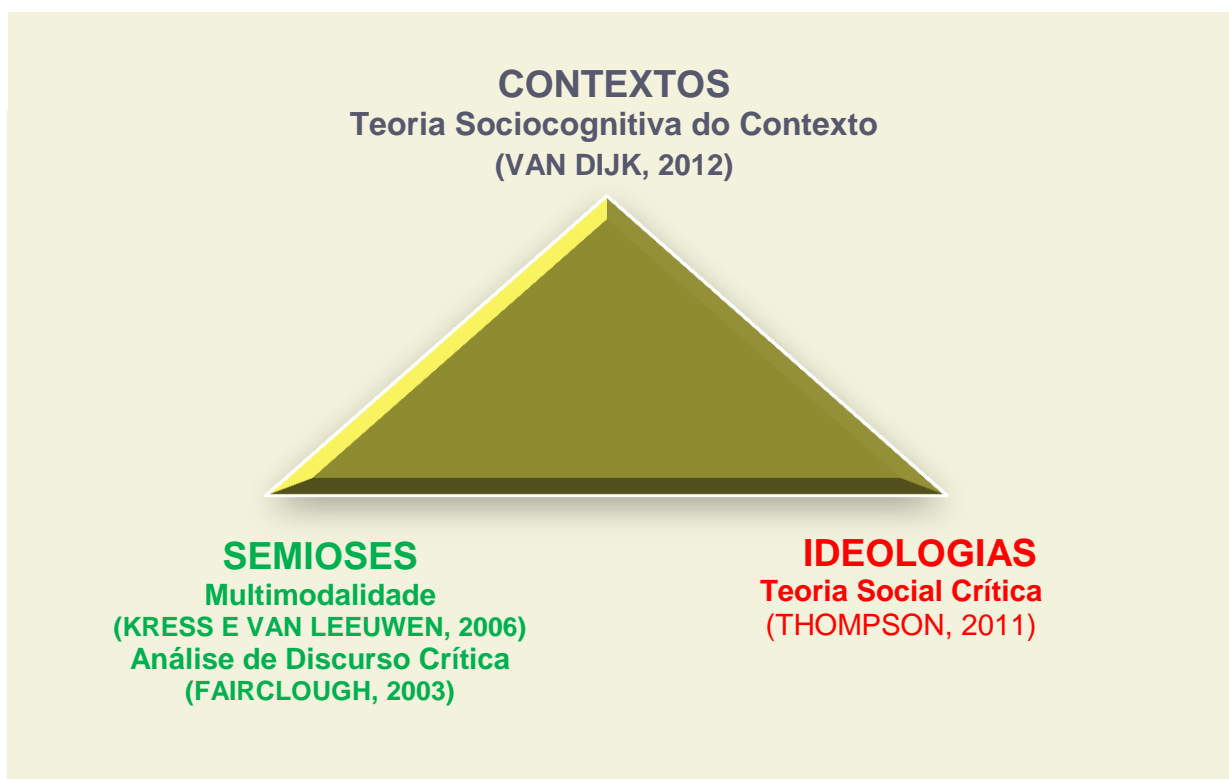 CONTEXTOS
Teoria Sociocognitiva do Contexto
(VAN DIJK, 2012)
SEMIOSES
Multimodalidade
(KRESS E VAN LEEUWEN, 2006)
Análise de Discurso Crítica
(FAIRCLOUGH, 2003)
IDEOLOGIAS
Teoria Social Crítica
(THOMPSON, 2011)